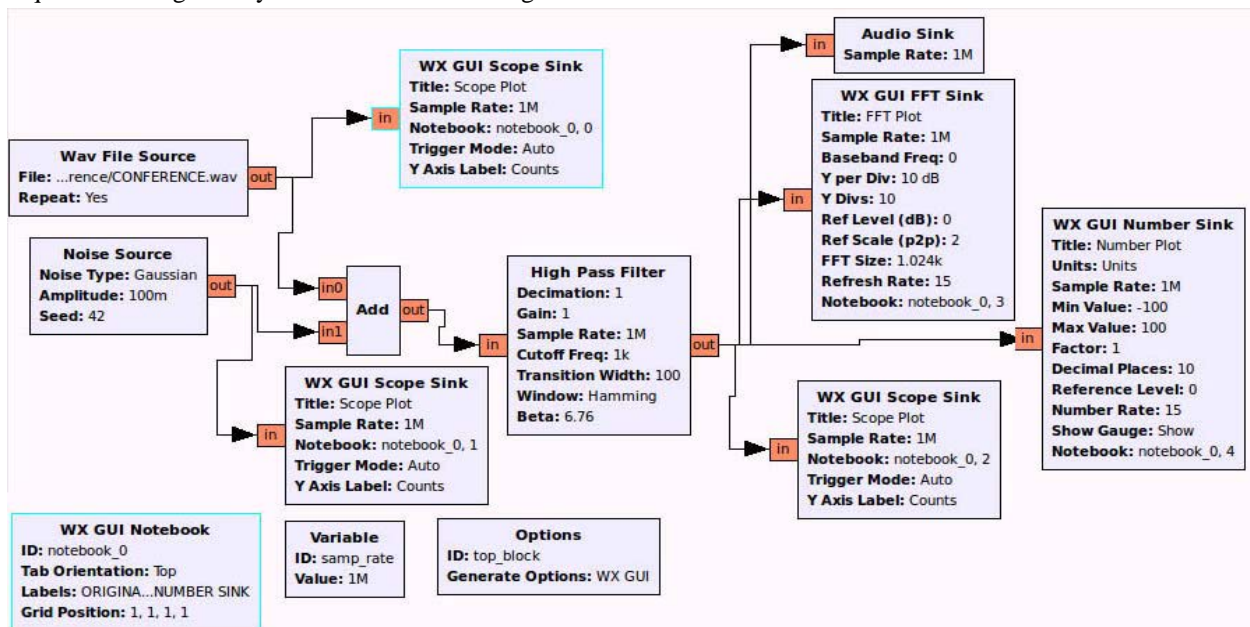 Audio Sink
in
Sample Rate: 1M
WX GUI Scope Sink
Title: Scope Plot
Sample Rate: 1M
in
Notebook: notebook_0, 0
Trigger Mode: Auto
Y Axis Label: Counts
WX GUI FFT Sink
Title: FFT Plot
Sample Rate: 1M
Baseband Freq: 0
Y per Div: 10 dB
in
Y Divs: 10
Ref Level (dB): 0
Ref Scale (p2p): 2
FFT Size: 1.024k
Refresh Rate: 15
Notebook: notebook_0, 3
Wav File Source
File: ...rence/CONFERENCE.wav
out
Repeat: Yes
Noise Source
Noise Type: Gaussian
out
Amplitude: 100m
Seed: 42
in0
Add
out
in1
High Pass Filter
Decimation: 1
Gain: 1
Sample Rate: 1M
in
out
Cutoff Freq: 1k
Transition Width: 100
Window: Hamming
Beta: 6.76
WX GUI Number Sink
Title: Number Plot
Units: Units
Sample Rate: 1M
Min Value: -100
Max Value: 100
in
Factor: 1
Decimal Places: 10
Reference Level: 0
Number Rate: 15
Show Gauge: Show
Notebook: notebook_0, 4
WX GUI Scope Sink
Title: Scope Plot
Sample Rate: 1M
in
Notebook: notebook_0, 1
Trigger Mode: Auto
Y Axis Label: Counts
WX GUI Scope Sink
Title: Scope Plot
Sample Rate: 1M
in
Notebook: notebook_0, 2
Trigger Mode: Auto
Y Axis Label: Counts
WX GUI Notebook
ID: notebook_0
Tab Orientation: Top
Labels: ORIGINA...NUMBER SINK
Grid Position: 1, 1, 1, 1
Variable
ID: samp_rate
Value: 1M
Options
ID: top_block
Generate Options: WX GUI